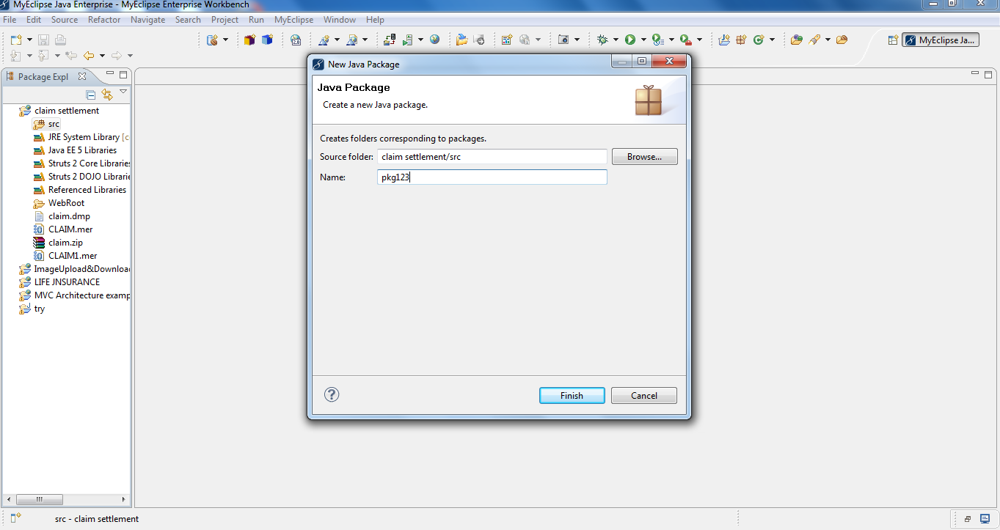 MyEclipse Java Enterprise - MyEclipse Enterprise Workbench
File Edit Source Refactor Navigate Search Project Run MyEclipse Window Help
2.0
MyEclipse Ja...
Package Expl
claim settlement
src
JRE System Library [c
Java EE 5 Libraries
Struts 2 Core Libraries
Struts 2 DOJO Librarie
Referenced Libraries
WebRoot
claim.dmp
CLAIM.mer
claim.zip
CLAIM1.mer
ImageUpload&Download
LIFE JNSURANCE
MVC Architecture examp
try
New Java Package
Java Package
Create a new Java package.
Creates folders corresponding to packages.
Source folder: claim settlement/src Browse...
Name: pkg123
? Finish Cancel
src - claim settlement